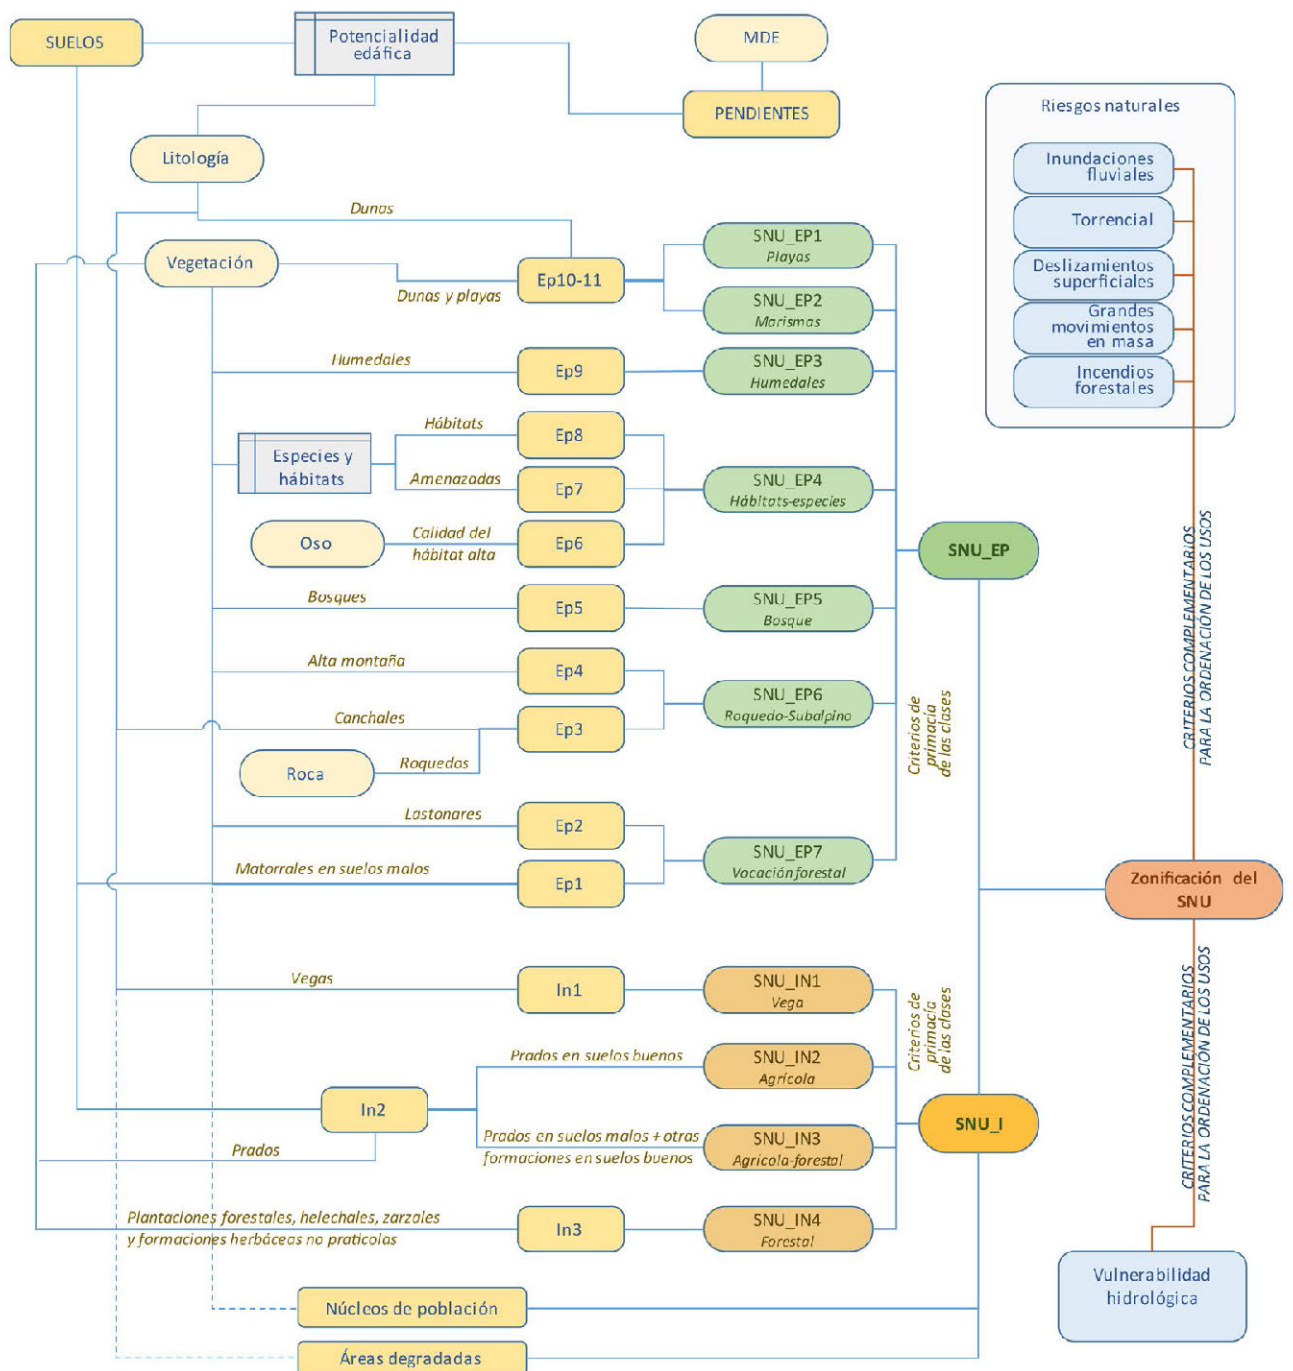 SUELOS
Potencialidad
edáfica
MDE
PENDIENTES
Riesgos naturales
Inundaciones
fluviales
Torrencial
Deslizamientos
superficiales
Grandes
movimientos
en masa
Incendios
forestales
Litología
Dunas
Vegetación
Dunas y playas
Ep10-11
SNU_EP1
Playas
SNU_EP2
Marismas
Humedales
Ep9
SNU_EP3
Humedales
Especies y
hábitats
Hábitats
Ep8
Amenazadas
Ep7
SNU_EP4
Hábitats-especies
Oso
Calidad del
hábitat alta
Ep6
SNU_EP
Bosques
Ep5
SNU_EP5
Bosque
Alta montaña
Ep4
SNU_EP6
Roquedo-Subalpino
Canchales
Ep3
Roca
Roquedos
Criterios de
primacía
de las clases
CRITERIOS COMPLEMENTARIOS
PARA LA ORDENACIÓN DE LOS USOS
Lastonares
Ep2
SNU_EP7
Vocación forestal
Matorrales en suelos malos
Ep1
Zonificación del
SNU
Vegas
In1
SNU_IN1
Vega
Criterios de
primacía
de las clases
CRITERIOS COMPLEMENTARIOS
PARA LA ORDENACIÓN DE LOS USOS
Prados en suelos buenos
SNU_IN2
Agrícola
In2
SNU_I
Prados
Prados en suelos malos + otras
formaciones en suelos buenos
SNU_IN3
Agrícola-forestal
Plantaciones forestales, helechales, zarzales
y formaciones herbáceas no pratícolas
In3
SNU_IN4
Forestal
Vulnerabilidad
hidrológica
Núcleos de población
Áreas degradadas